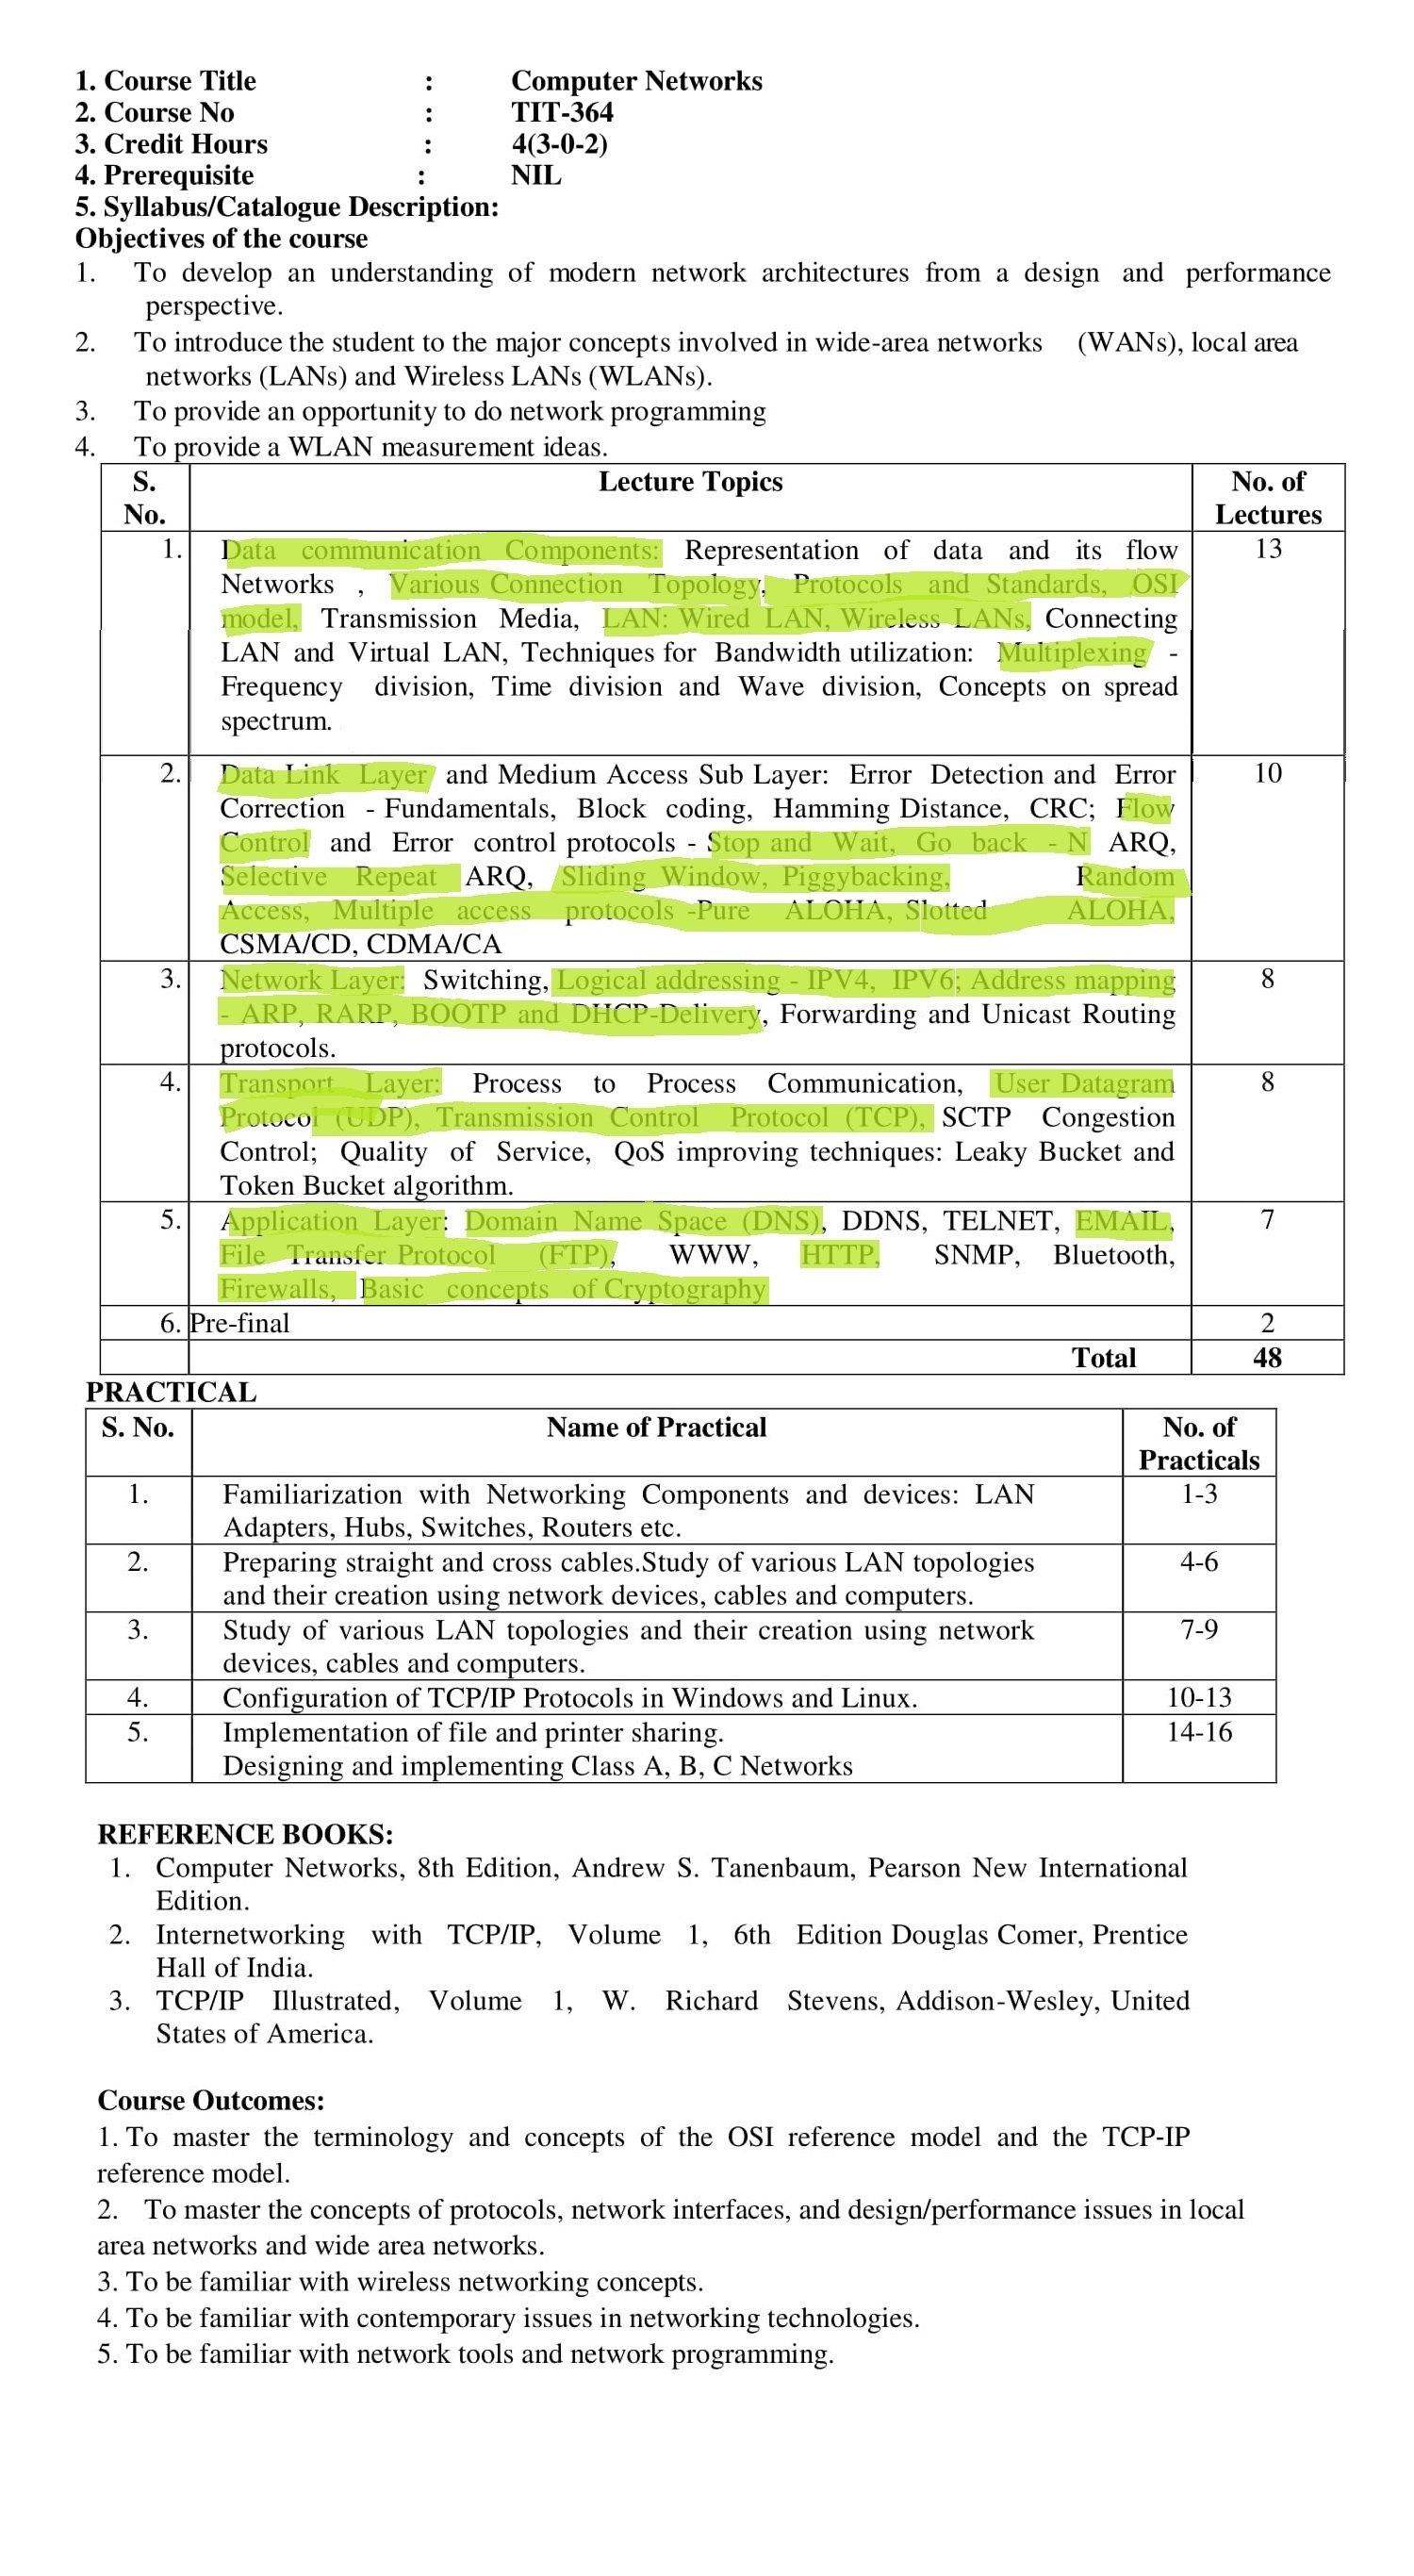 1. Course Title : Computer Networks
2. Course No : TIT-364
3. Credit Hours : 4(3-0-2)
4. Prerequisite : NIL
5. Syllabus/Catalogue Description:
Objectives of the course
1. To develop an understanding of modern network architectures from a design and performance
perspective.
2. To introduce the student to the major concepts involved in wide-area networks (WANs), local area
networks (LANs) and Wireless LANs (WLANs).
3. To provide an opportunity to do network programming
4. To provide a WLAN measurement ideas.
S. Lecture Topics No. of
No. Lectures
1. Data communication Components: Representation of data and its flow 13
Networks , Various Connection Topology, Protocols and Standards, OSI
model, Transmission Media, LAN: Wired LAN, Wireless LANs, Connecting
LAN and Virtual LAN, Techniques for Bandwidth utilization: Multiplexing -
Frequency division, Time division and Wave division, Concepts on spread
spectrum.
2. Data Link Layer and Medium Access Sub Layer: Error Detection and Error 10
Correction - Fundamentals, Block coding, Hamming Distance, CRC; Flow
Control and Error control protocols - Stop and Wait, Go back - N ARQ,
Selective Repeat ARQ, Sliding Window, Piggybacking, Random
Access, Multiple access protocols -Pure ALOHA, Slotted ALOHA,
CSMA/CD, CDMA/CA
3. Network Layer: Switching, Logical addressing - IPV4, IPV6; Address mapping 8
- ARP, RARP, BOOTP and DHCP-Delivery, Forwarding and Unicast Routing
protocols.
4. Transport Layer: Process to Process Communication, User Datagram 8
Protocol (UDP), Transmission Control Protocol (TCP), SCTP Congestion
Control; Quality of Service, QoS improving techniques: Leaky Bucket and
Token Bucket algorithm.
5. Application Layer: Domain Name Space (DNS), DDNS, TELNET, EMAIL, 7
File Transfer Protocol (FTP), WWW, HTTP, SNMP, Bluetooth,
Firewalls, Basic concepts of Cryptography
6. Pre-final 2
Total 48
PRACTICAL
S. No. Name of Practical No. of
Practicals
1. Familiarization with Networking Components and devices: LAN 1-3
Adapters, Hubs, Switches, Routers etc.
2. Preparing straight and cross cables.Study of various LAN topologies 4-6
and their creation using network devices, cables and computers.
3. Study of various LAN topologies and their creation using network 7-9
devices, cables and computers.
4. Configuration of TCP/IP Protocols in Windows and Linux. 10-13
5. Implementation of file and printer sharing. 14-16
Designing and implementing Class A, B, C Networks
REFERENCE BOOKS:
1. Computer Networks, 8th Edition, Andrew S. Tanenbaum, Pearson New International
Edition.
2. Internetworking with TCP/IP, Volume 1, 6th Edition Douglas Comer, Prentice
Hall of India.
3. TCP/IP Illustrated, Volume 1, W. Richard Stevens, Addison-Wesley, United
States of America.
Course Outcomes:
1. To master the terminology and concepts of the OSI reference model and the TCP-IP
reference model.
2. To master the concepts of protocols, network interfaces, and design/performance issues in local
area networks and wide area networks.
3. To be familiar with wireless networking concepts.
4. To be familiar with contemporary issues in networking technologies.
5. To be familiar with network tools and network programming.